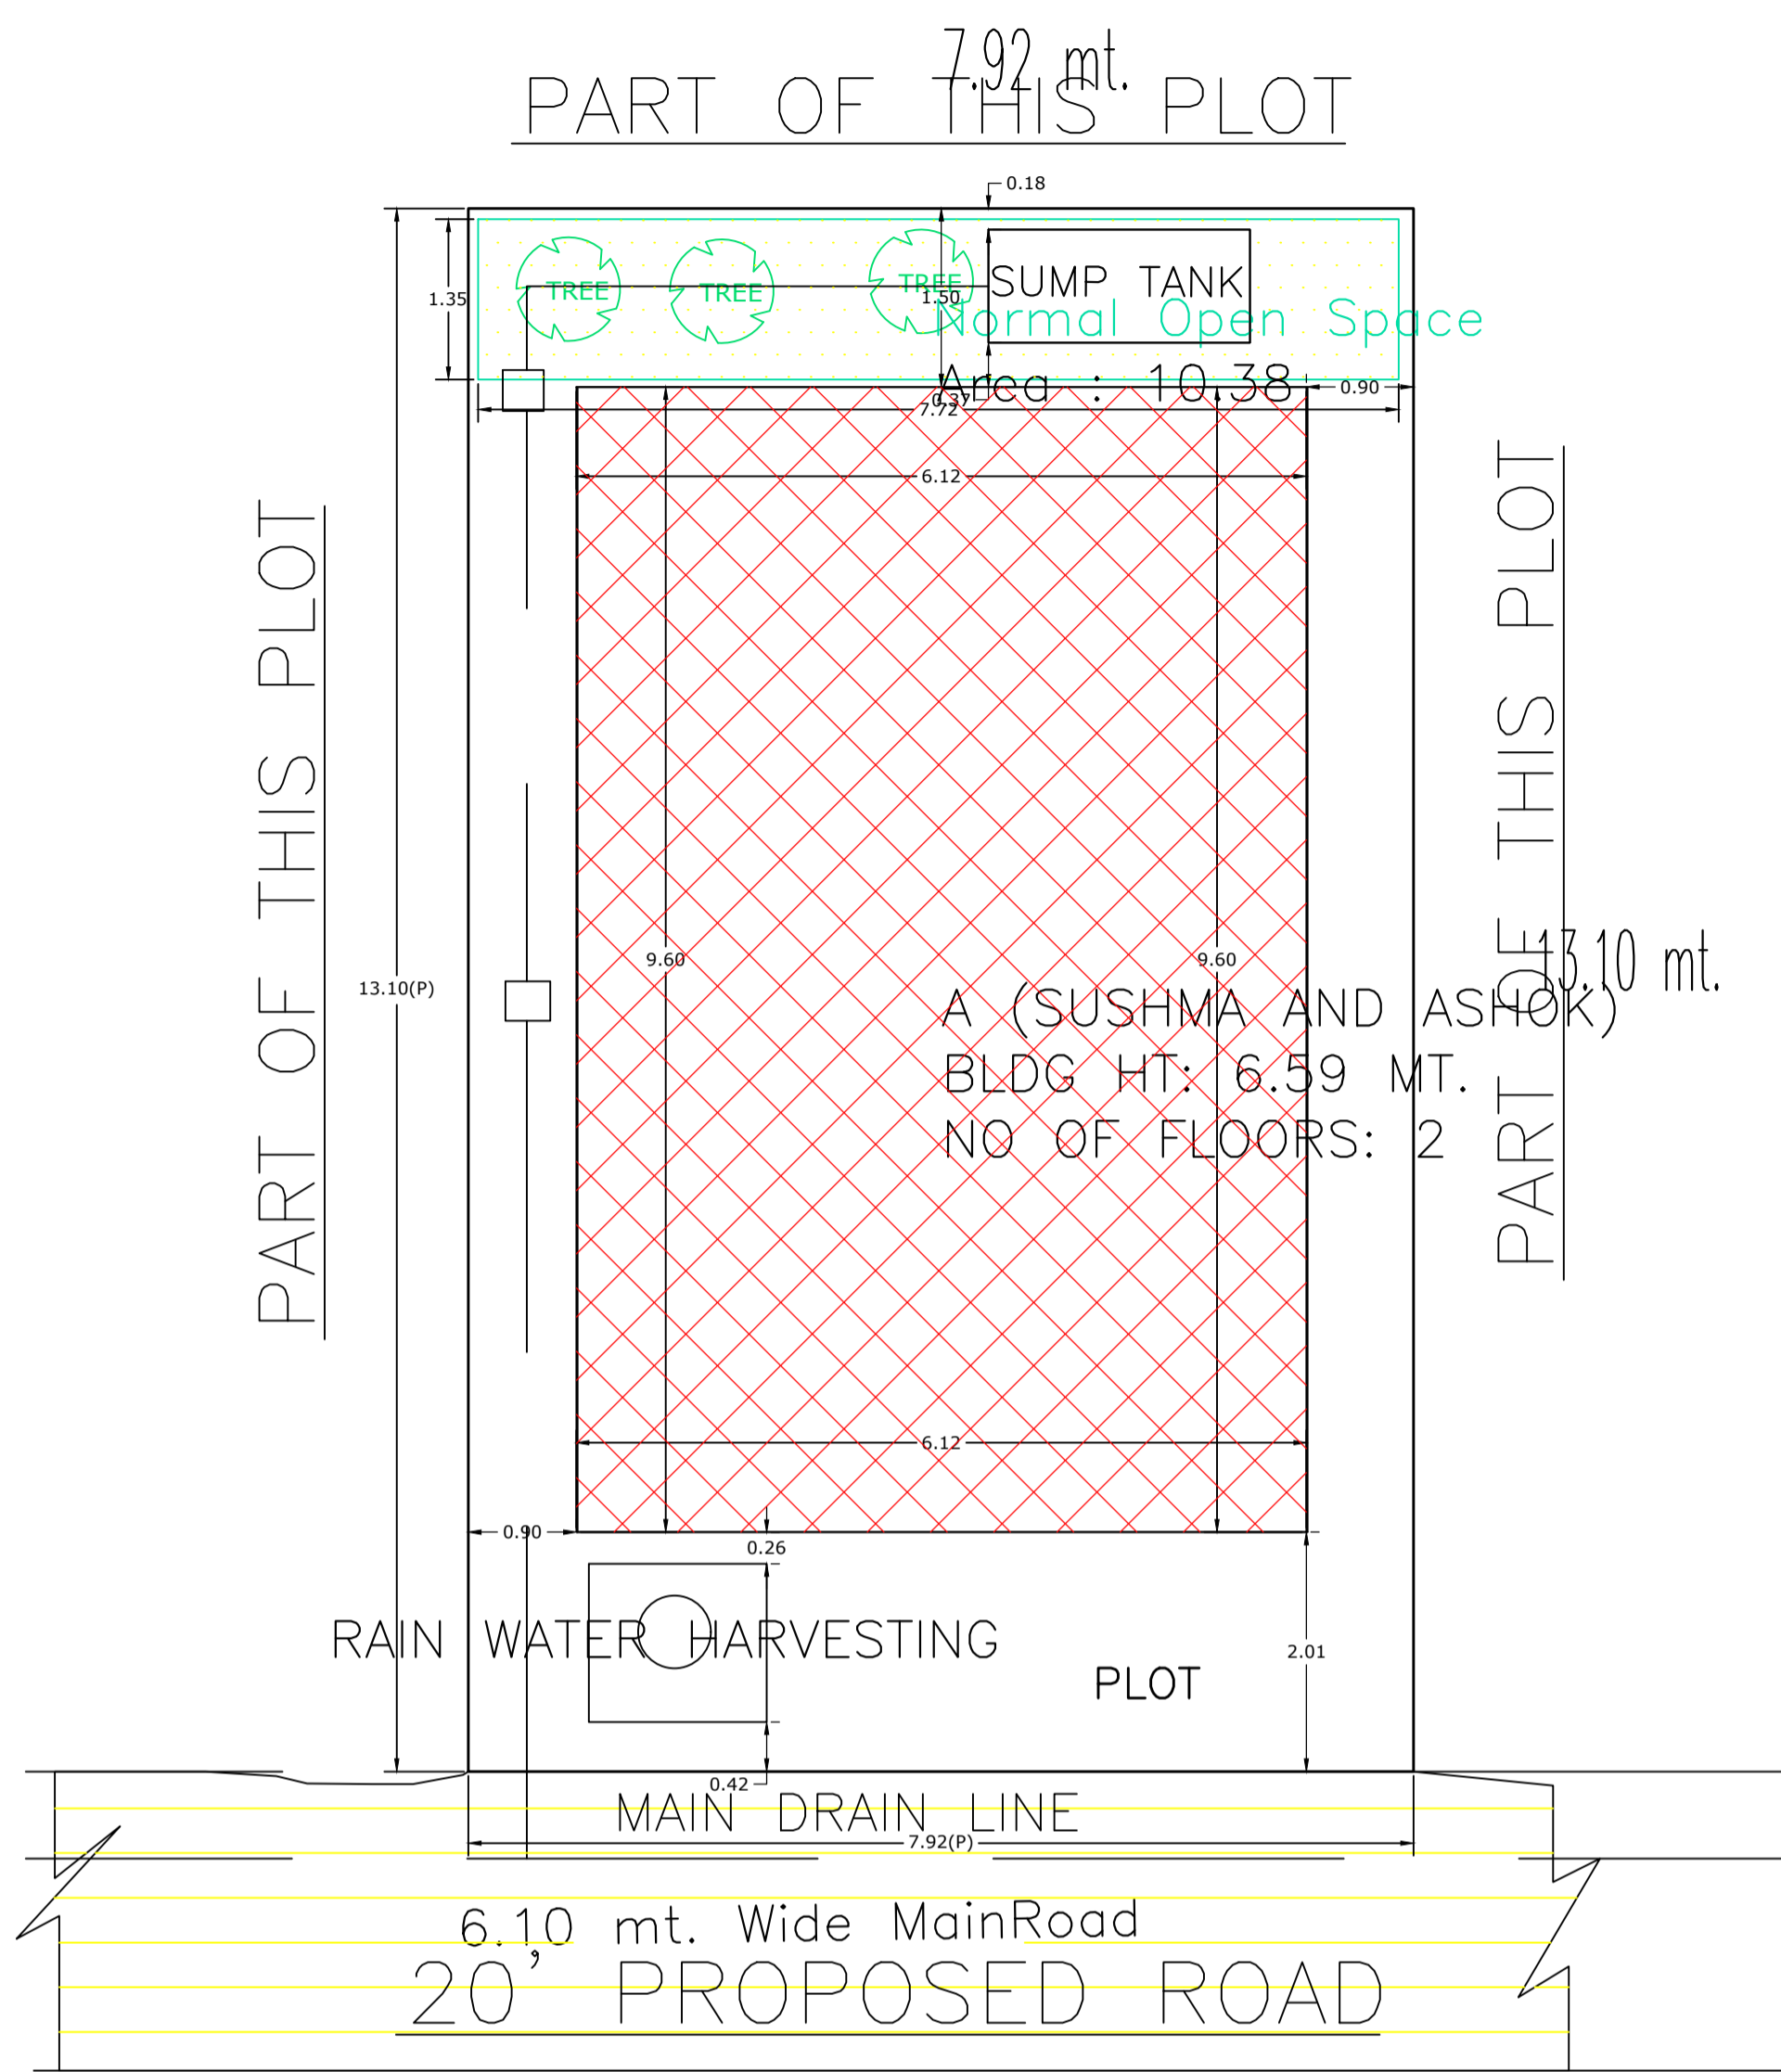 7.92 mt.
PART OF THIS PLOT
0.18
TREE
TREE
TREE
SUMP TANK
1.35
1.50
Normal Open Space
Area : 10.38
0.90
0.37
7.72
6.12
PART OF THIS PLOT
PART OF THIS PLOT
9.60
9.60
13.10(P)
13.10 mt.
A (SUSHMA AND ASHOK)
BLDG HT: 6.59 MT.
NO OF FLOORS: 2
6.12
0.90
0.26
RAIN WATER HARVESTING
2.01
PLOT
0.42
MAIN DRAIN LINE
7.92(P)
6.10 mt. Wide MainRoad
20' PROPOSED ROAD